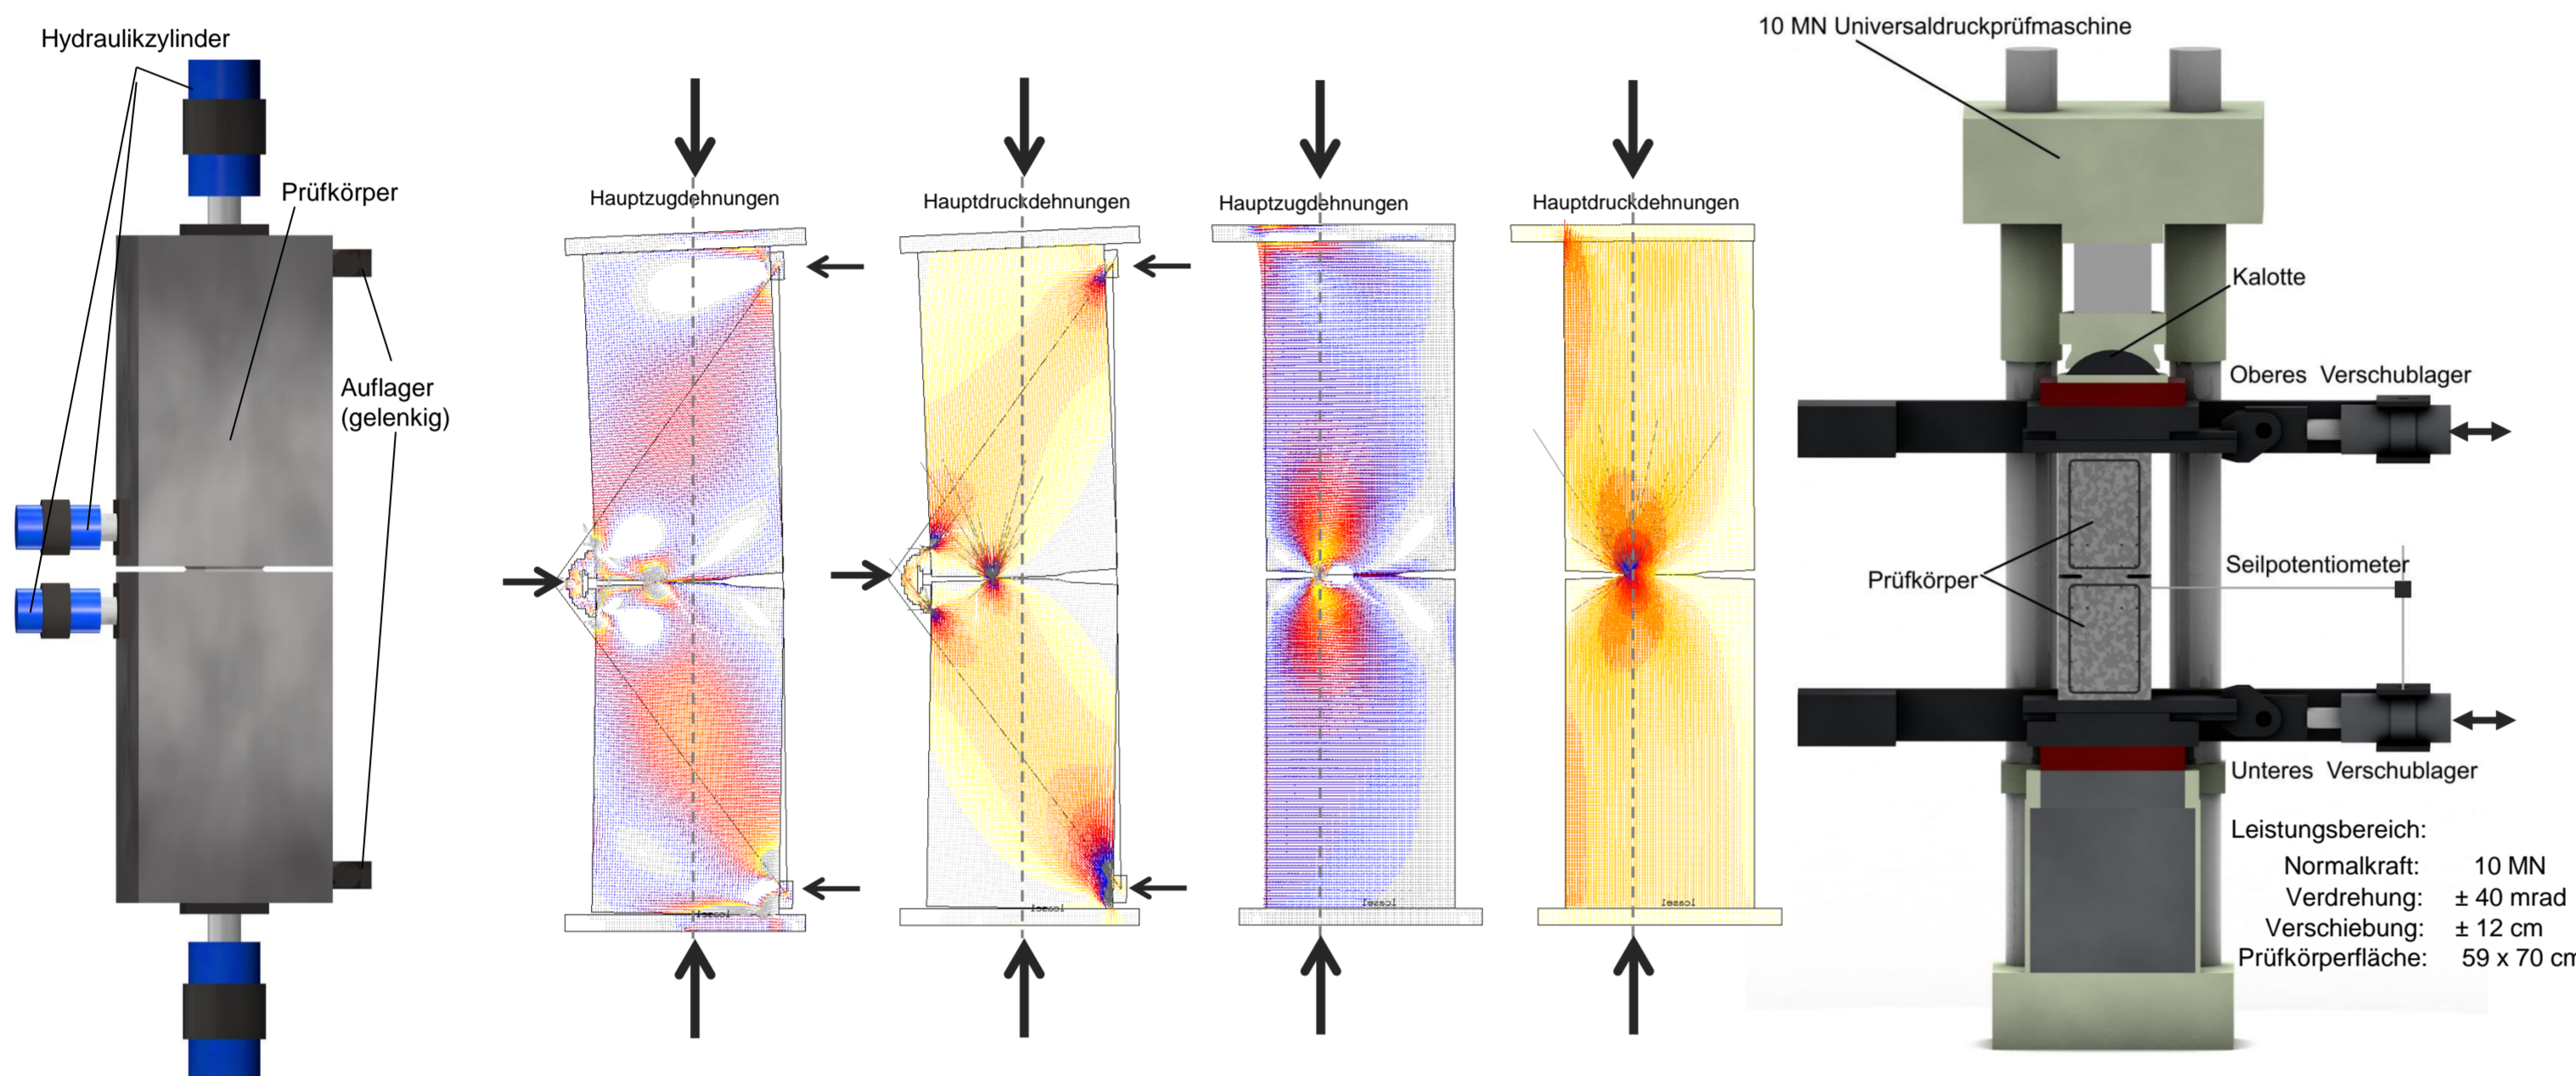 Hydraulikzylinder
Prüfkörper
Auflager
(gelenkig)
Hauptzugdehnungen
Hauptdruckdehnungen
Hauptzugdehnungen
Hauptdruckdehnungen
10 MN Universaldruckprüfmaschine
Kalotte
Oberes Verschublager
Seilpotentiometer
Prüfkörper
Unteres Verschublager
Leistungsbereich:
Normalkraft: 10 MN
Verdrehung: ± 40 mrad
Verschiebung: ± 12 cm
Prüfkörperfläche: 59 x 70 cm